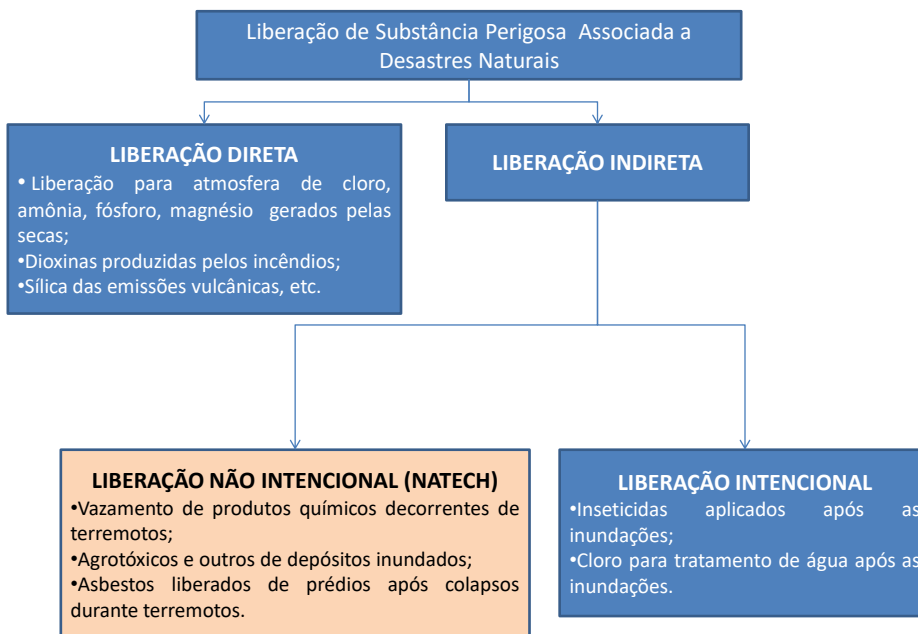 Liberação de Substância Perigosa Associada a
Desastres Naturais
LIBERAÇÃO DIRETA
• Liberação para atmosfera de cloro,
amônia, fósforo, magnésio gerados pelas
secas;
•Dioxinas produzidas pelos incêndios;
•Sílica das emissões vulcânicas, etc.
LIBERAÇÃO INDIRETA
LIBERAÇÃO NÃO INTENCIONAL (NATECH)
•Vazamento de produtos químicos decorrentes de
terremotos;
•Agrotóxicos e outros de depósitos inundados;
•Asbestos liberados de prédios após colapsos
durante terremotos.
LIBERAÇÃO INTENCIONAL
•Inseticidas aplicados após as
inundações;
•Cloro para tratamento de água após as
inundações.